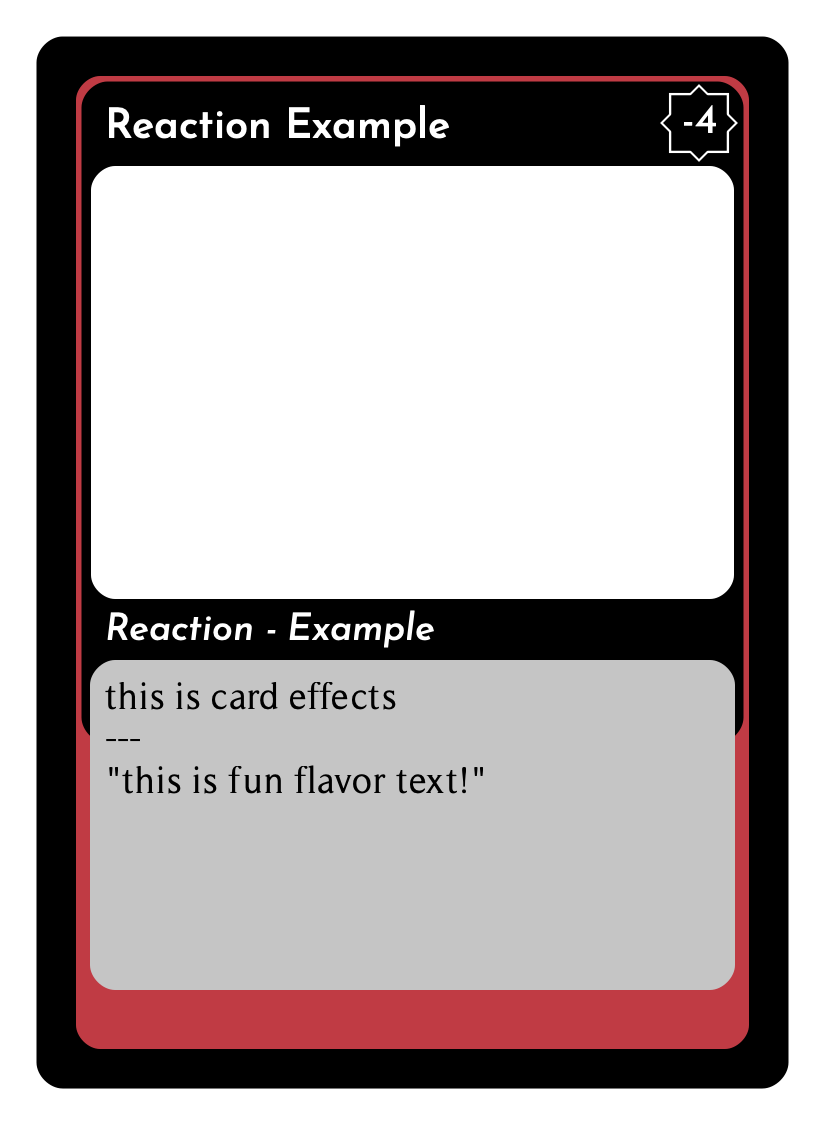 Reaction Example
-4
Reaction - Example
this is card effects
---
"this is fun flavor text!"